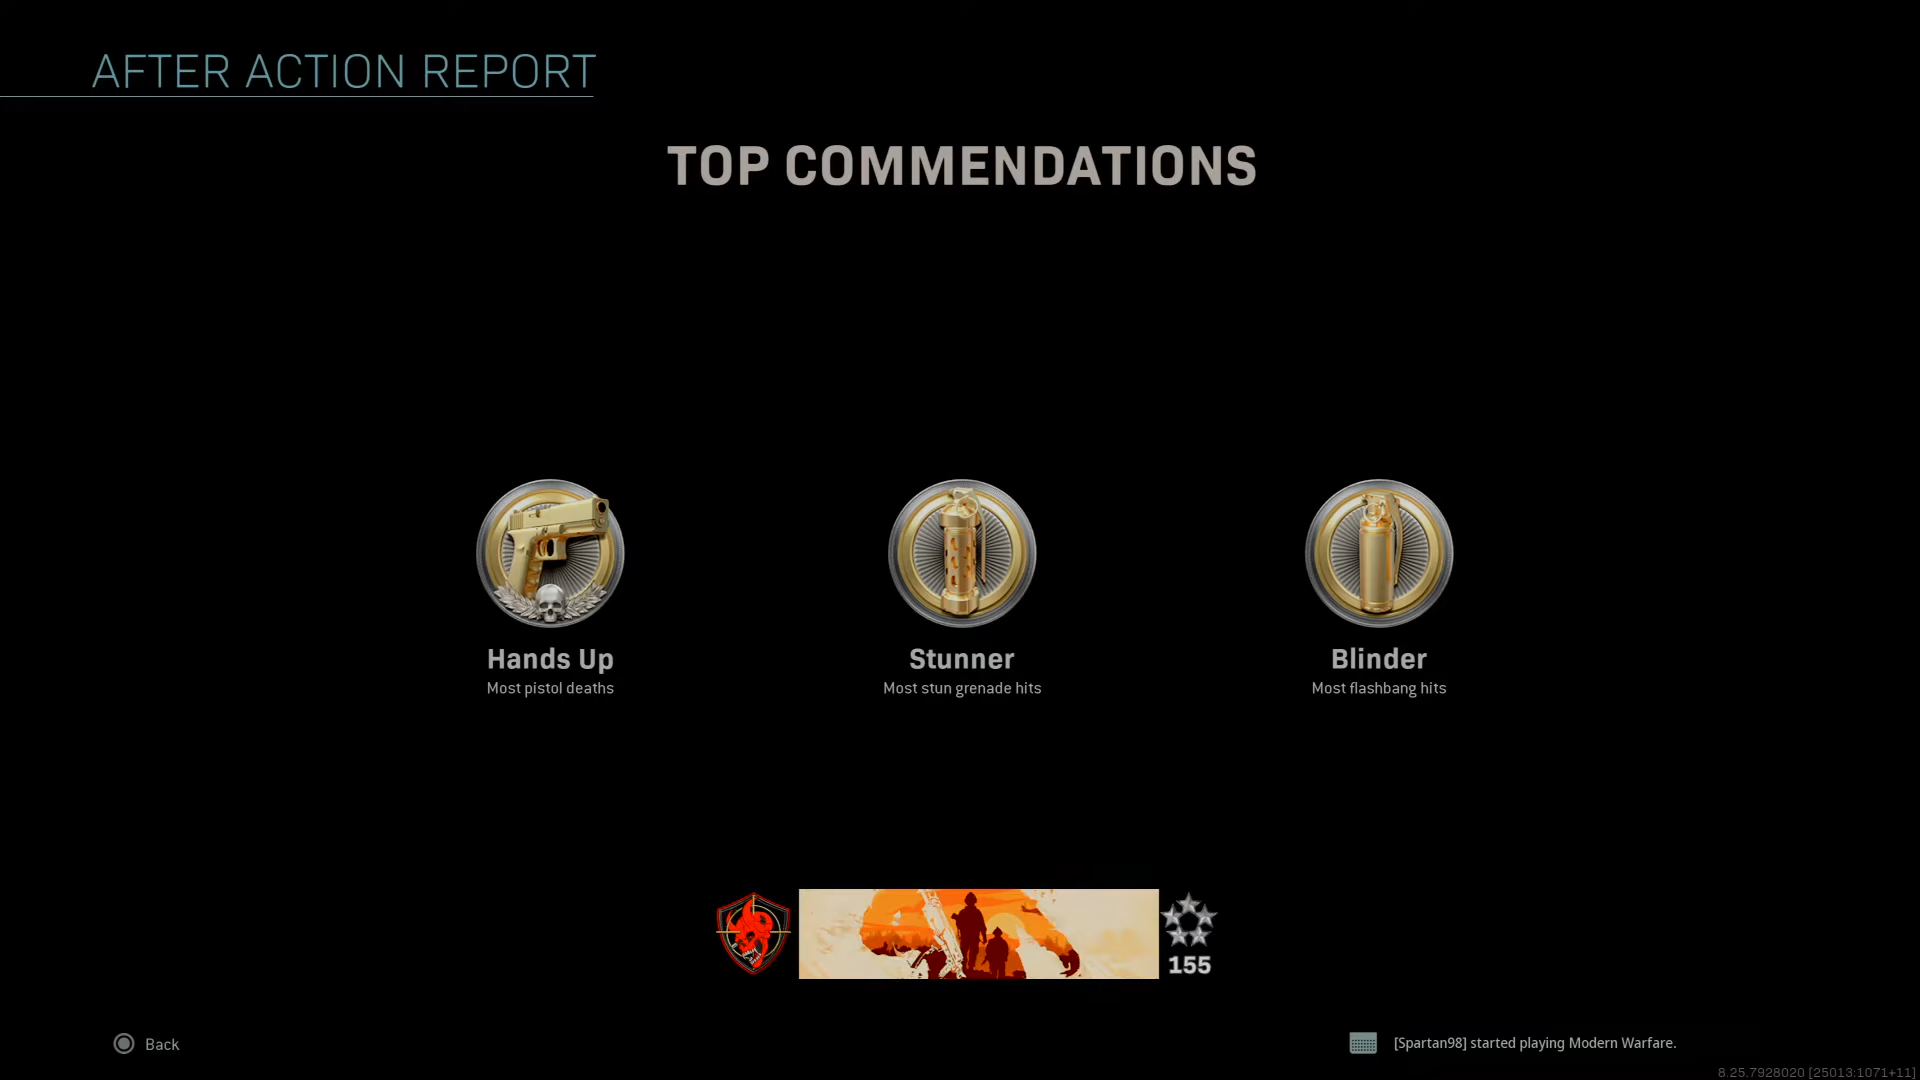 AFTER ACTION REPORT
TOP COMMENDATIONS
Hands Up
Most pistol deaths
Stunner
Most stun grenade hits
Blinder
Most flashbang hits
155
Back
[Spartan98] started playing Modern Warfare.
8.25.7928020 [25013:1071+11]